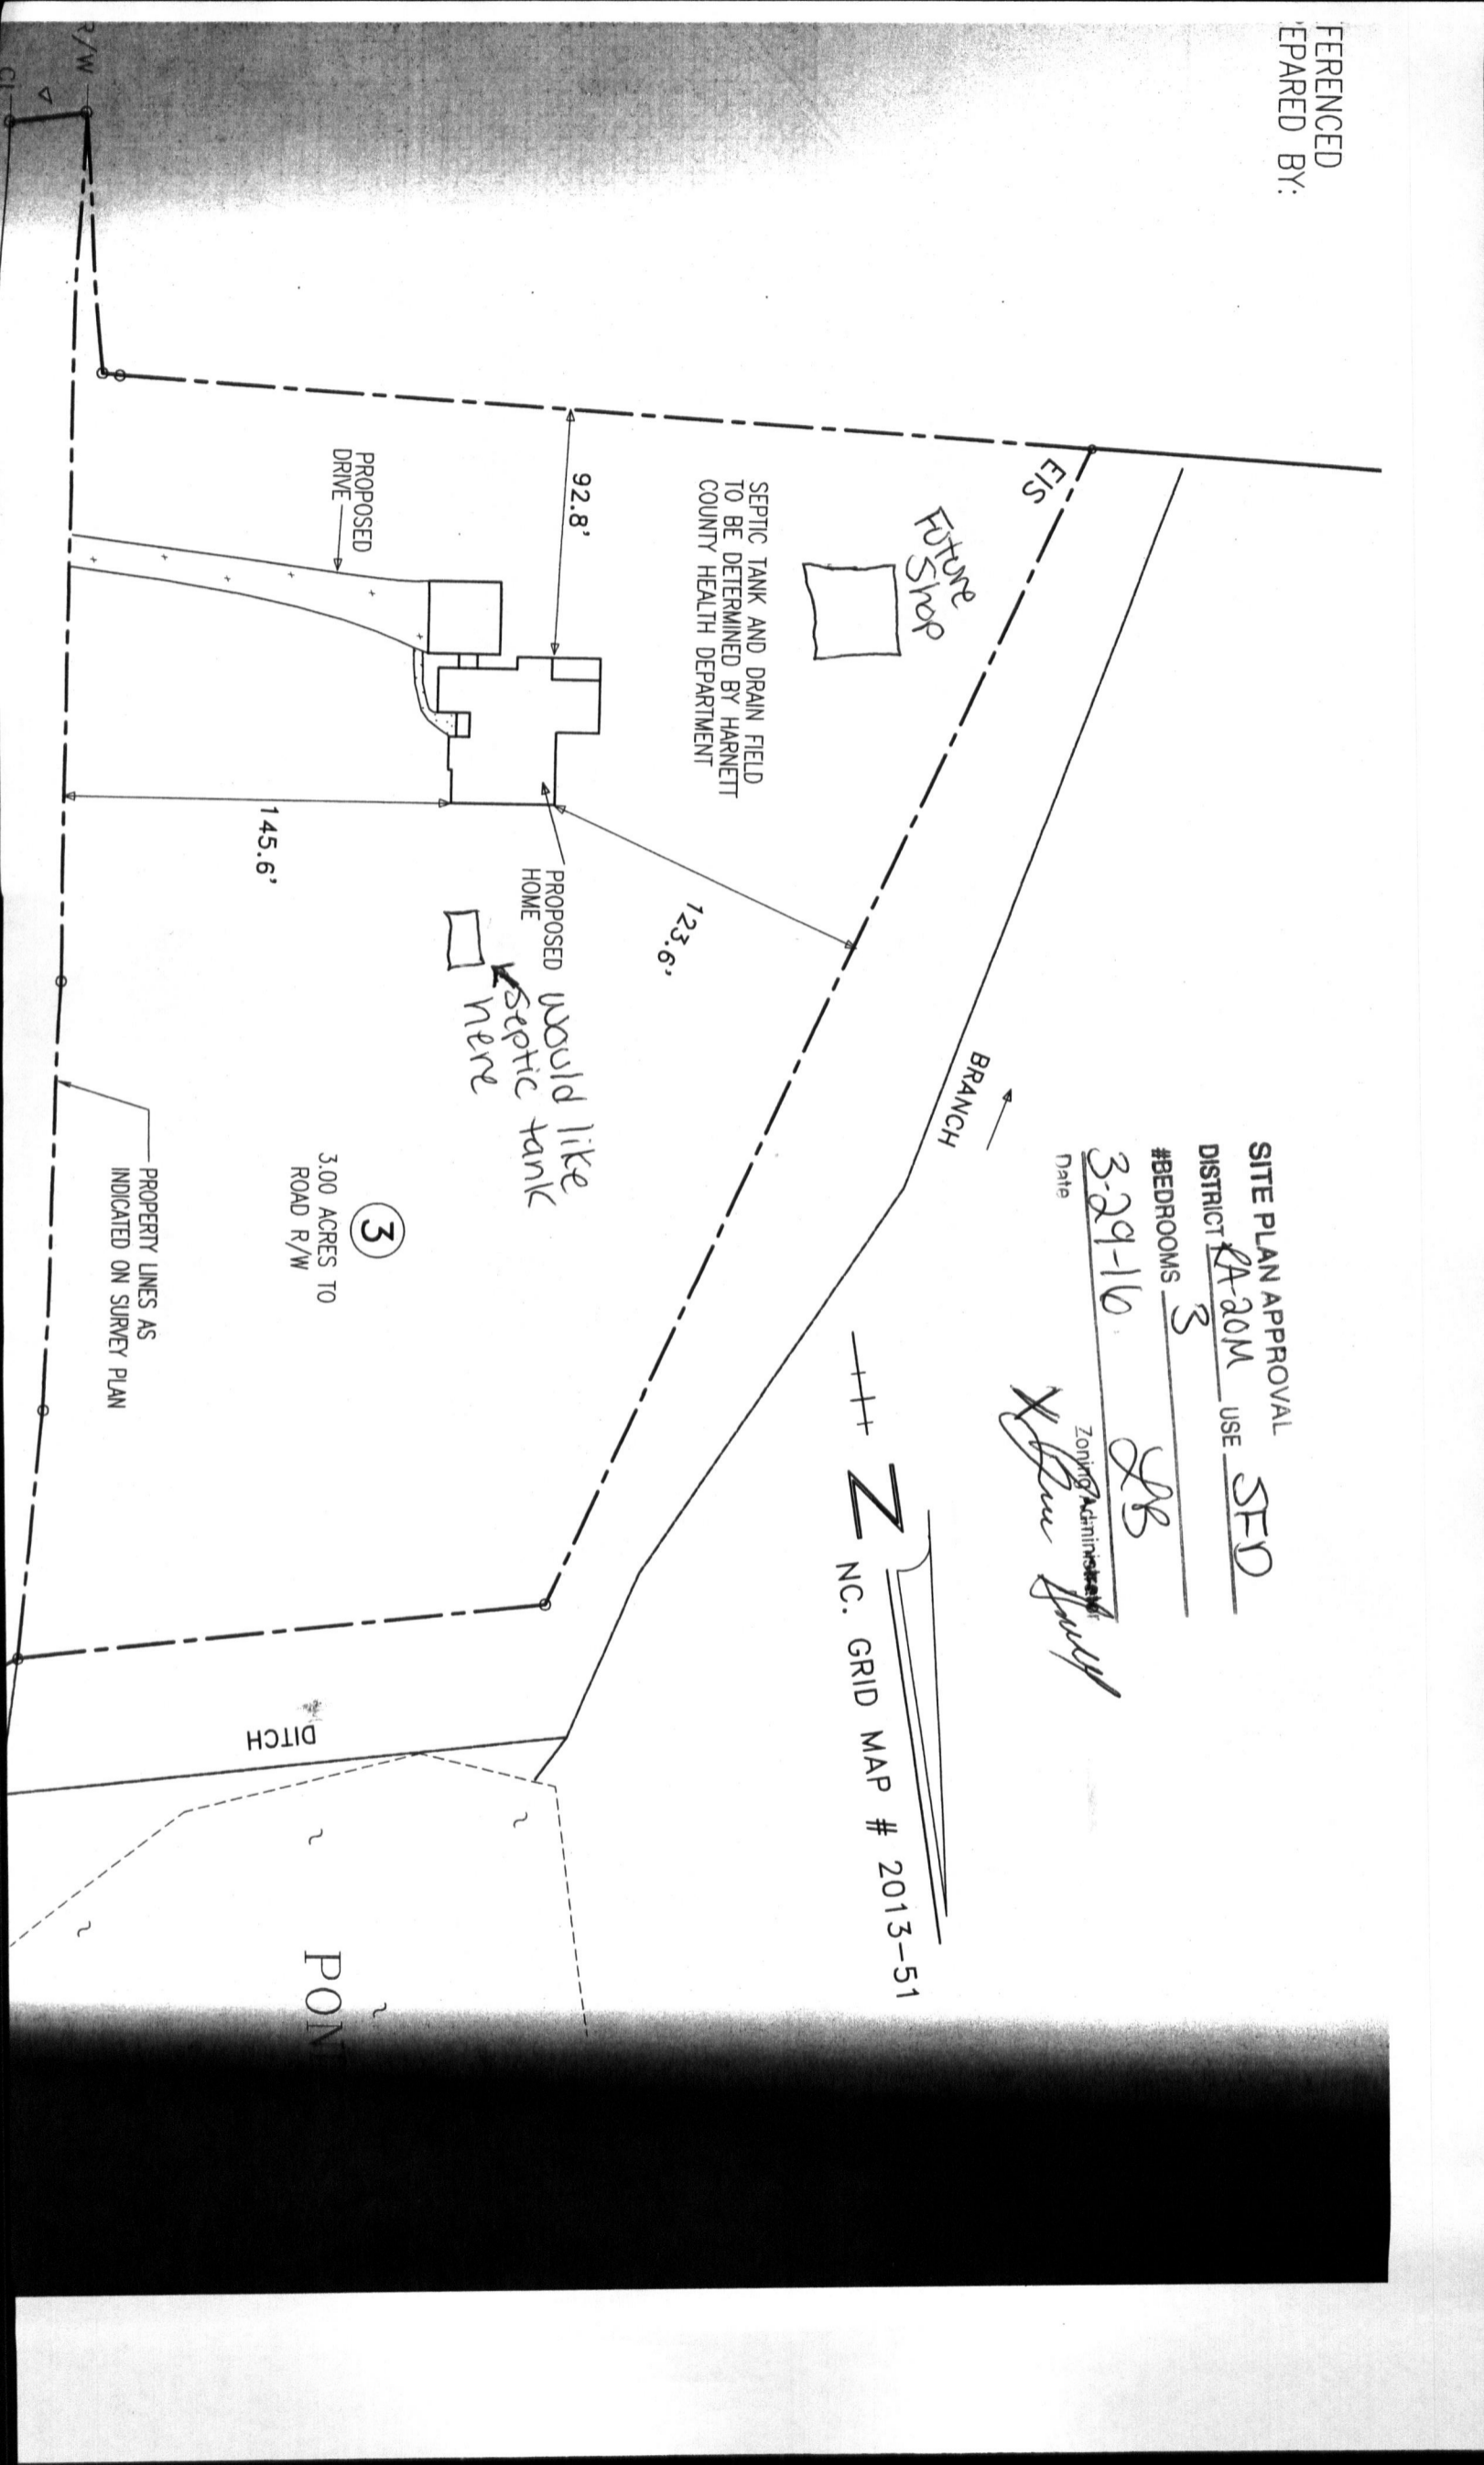 FERENCED
EPARED BY:
SITE PLAN APPROVAL
DISTRICT RA-20M USE SFD
#BEDROOMS 3
3-29-16 LB
Date
Zoning Administrator
X
BRANCH
NC. GRID MAP # 2013-51
E/S
Future
Shop
SEPTIC TANK AND DRAIN FIELD
TO BE DETERMINED BY HARNETT
COUNTY HEALTH DEPARTMENT
92.8'
123.6'
PROPOSED
HOME
would like
septic tank
here
PROPOSED
DRIVE
145.6'
3
3.00 ACRES TO
ROAD R/W
PROPERTY LINES AS
INDICATED ON SURVEY PLAN
DITCH
PON
R/W